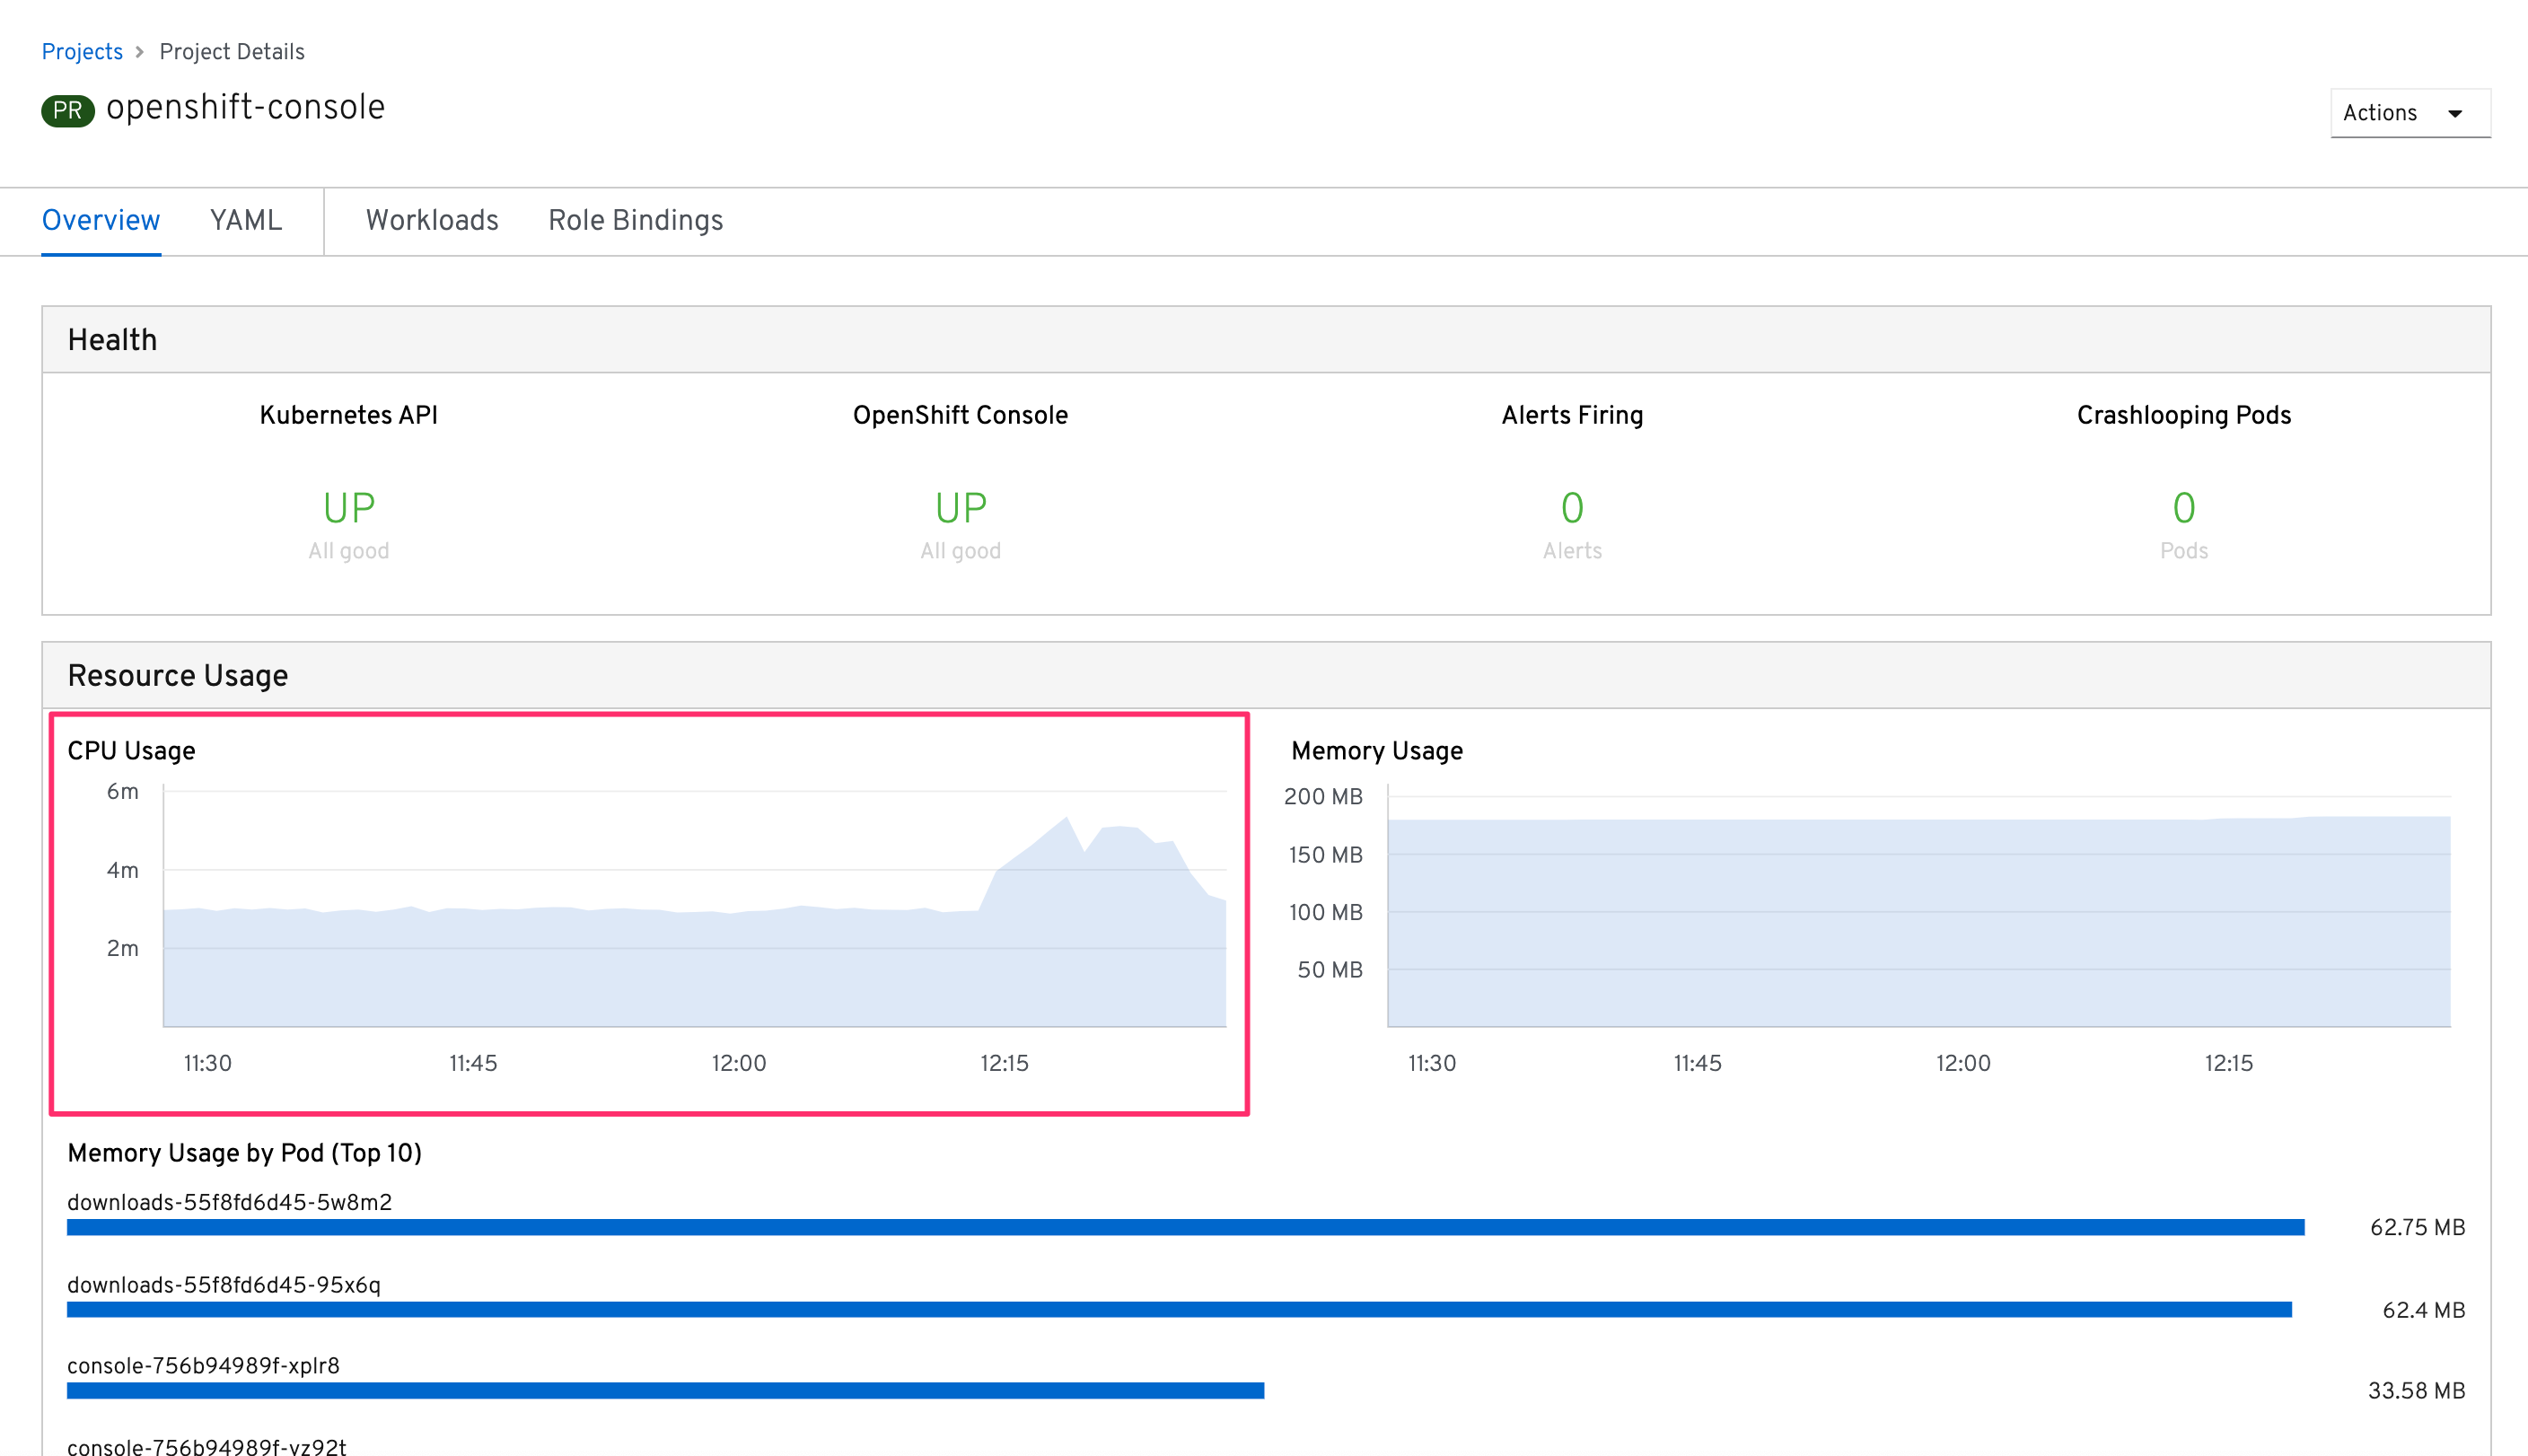 Projects > Project Details
PR openshift-console
Actions
Overview YAML Workloads Role Bindings
Health
Kubernetes API OpenShift Console Alerts Firing Crashlooping Pods
UP UP 0 0
All good All good Alerts Pods
Resource Usage
CPU Usage
6m
4m
2m
11:30 11:45 12:00 12:15
Memory Usage
200 MB
150 MB
100 MB
50 MB
11:30 11:45 12:00 12:15
Memory Usage by Pod (Top 10)
downloads-55f8fd6d45-5w8m2
62.75 MB
downloads-55f8fd6d45-95x6q
62.4 MB
console-756b94989f-xplr8
33.58 MB